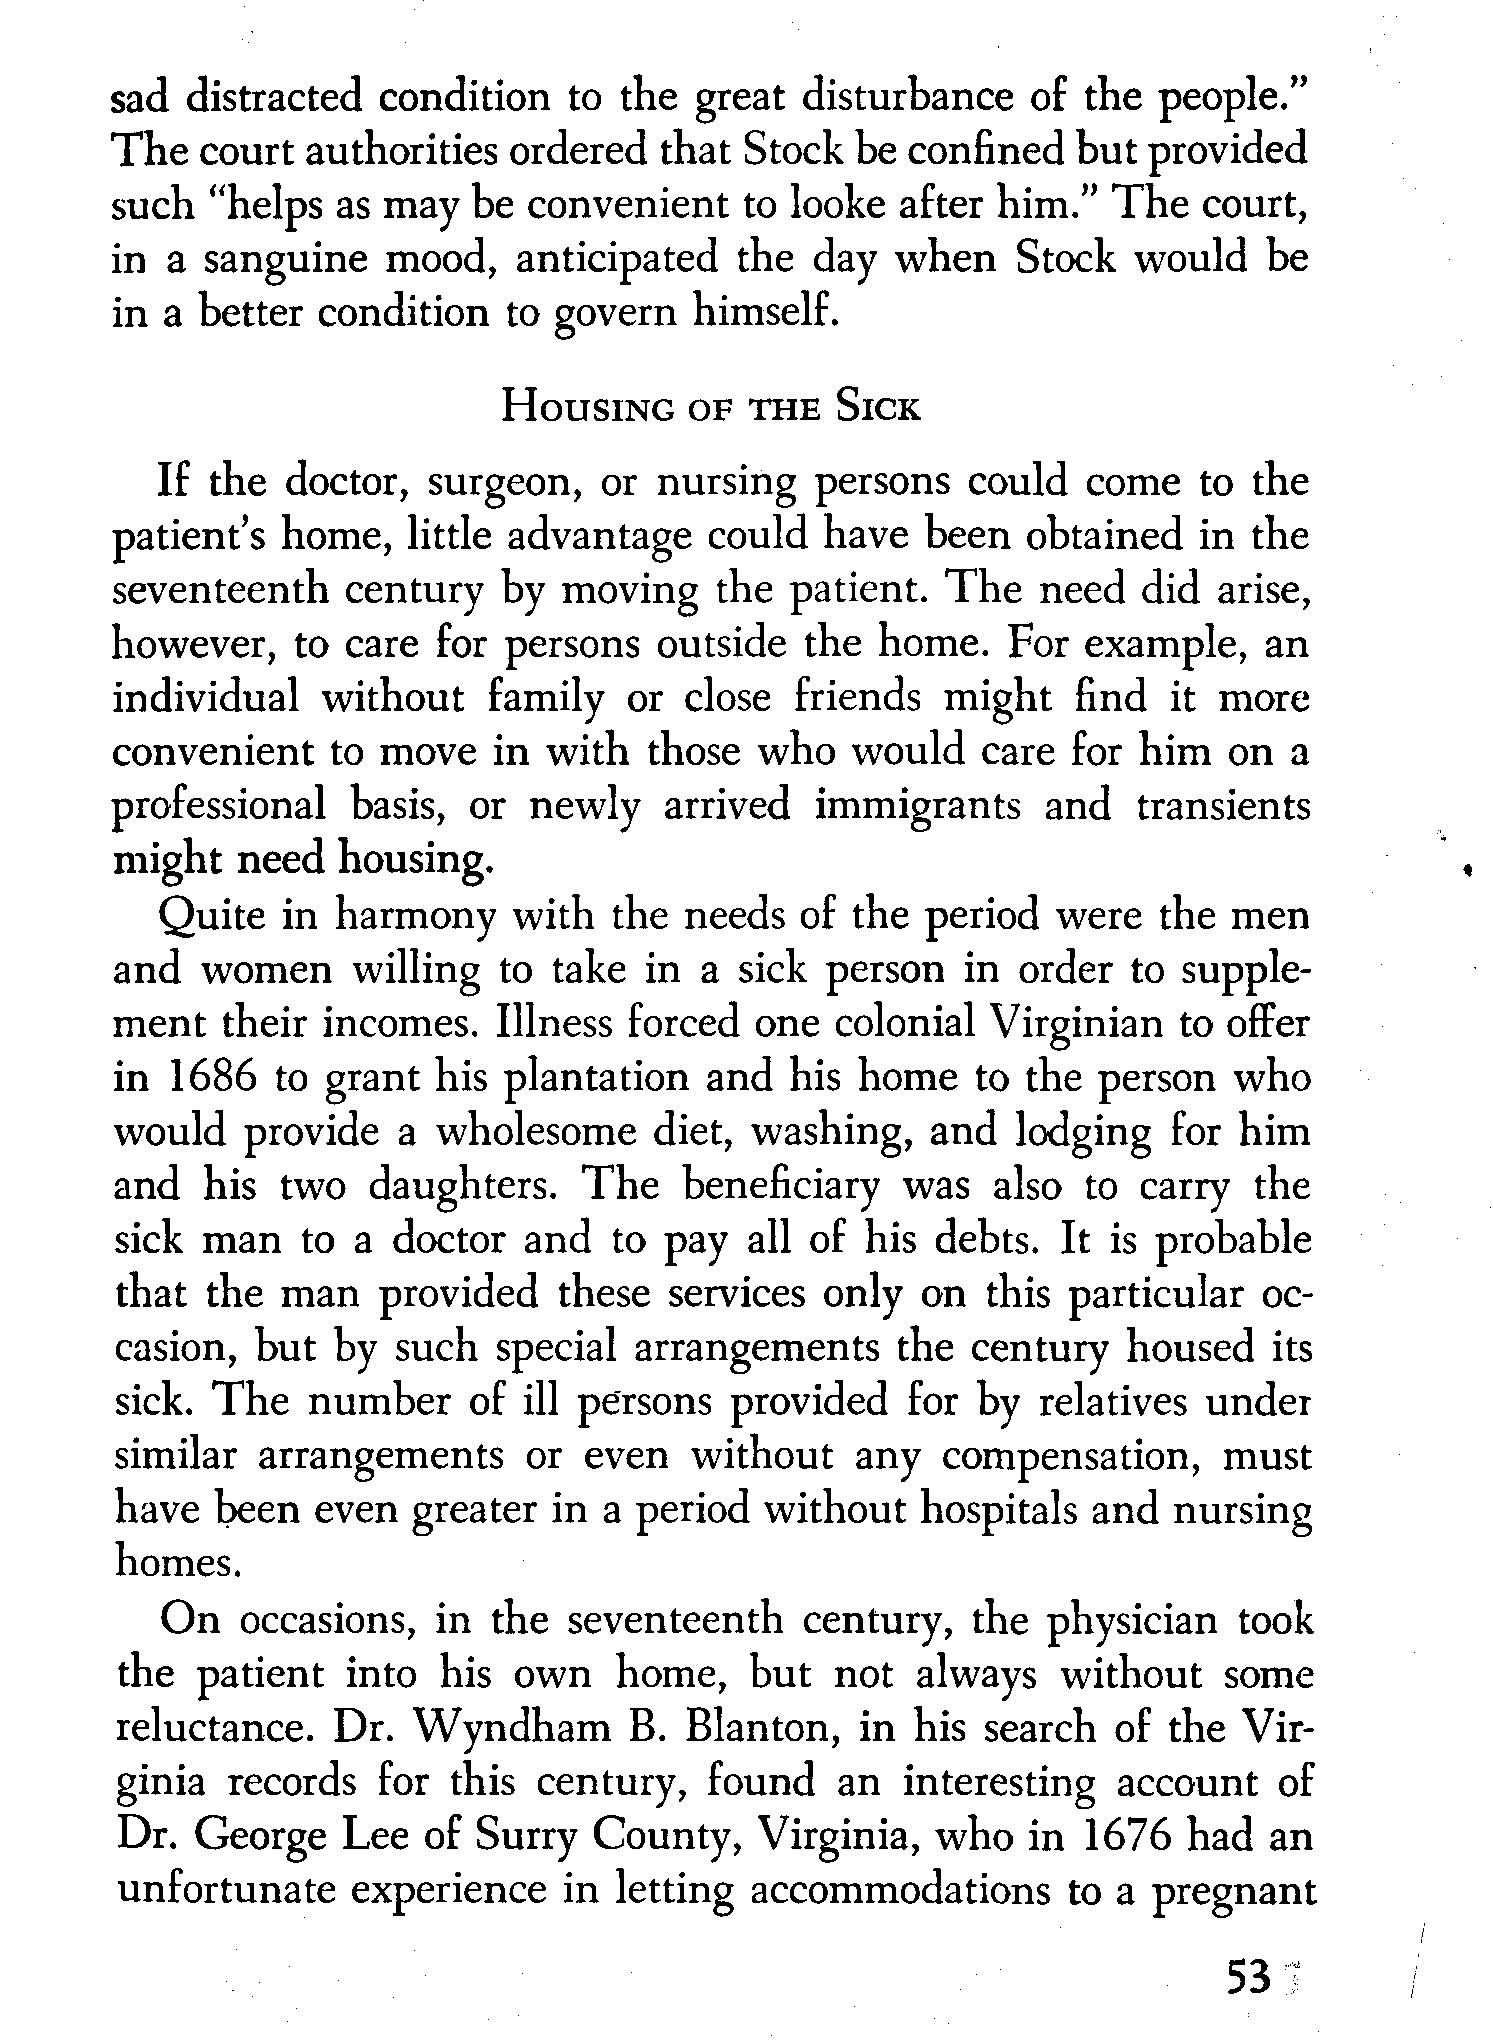 sad distracted condition to the great disturbance of the people."
The court authorities ordered that Stock be confined but provided
such "helps as may be convenient to looke after him." The court,
in a sanguine mood, anticipated the day when Stock would be
in a better condition to govern himself.
Housing of the Sick
If the doctor, surgeon, or nursing persons could come to the
patient's home, little advantage could have been obtained in the
seventeenth century by moving the patient. The need did arise,
however, to care for persons outside the home. For example, an
individual without family or close friends might find it more
convenient to move in with those who would care for him on a
professional basis, or newly arrived immigrants and transients
might need housing.
Quite in harmony with the needs of the period were the men
and women willing to take in a sick person in order to supple-
ment their incomes. Illness forced one colonial Virginian to offer
in 1686 to grant his plantation and his home to the person who
would provide a wholesome diet, washing, and lodging for him
and his two daughters. The beneficiary was also to carry the
sick man to a doctor and to pay all of his debts. It is probable
that the man provided these services only on this particular oc-
casion, but by such special arrangements the century housed its
sick. The number of ill persons provided for by relatives under
similar arrangements or even without any compensation, must
have been even greater in a period without hospitals and nursing
homes.
On occasions, in the seventeenth century, the physician took
the patient into his own home, but not always without some
reluctance. Dr. Wyndham B. Blanton, in his search of the Vir-
ginia records for this century, found an interesting account of
Dr. George Lee of Surry County, Virginia, who in 1676 had an
unfortunate experience in letting accommodations to a pregnant
53